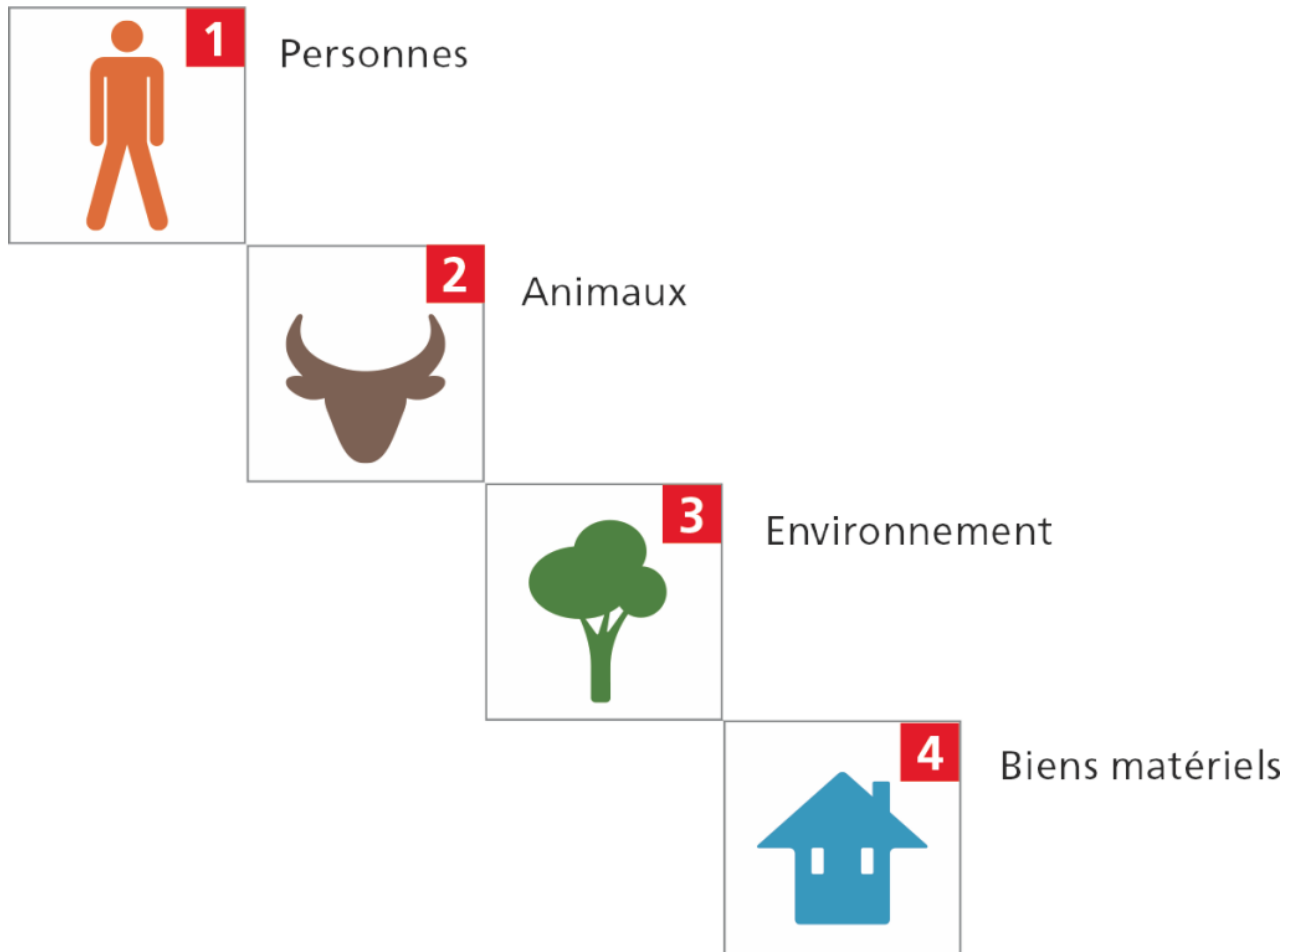 1
Personnes
2
Animaux
3
Environnement
4
Biens matériels